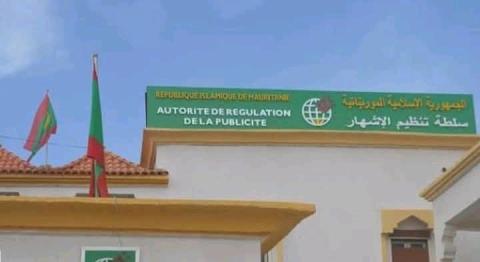 REPUBLIQUE ISLAMIQUE DE MAURITANIE
AUTORITE DE REGULATION
DE LA PUBLICITE
الجمهورية الإسلامية الموريتانية
سلطة تنظيم الإشهار